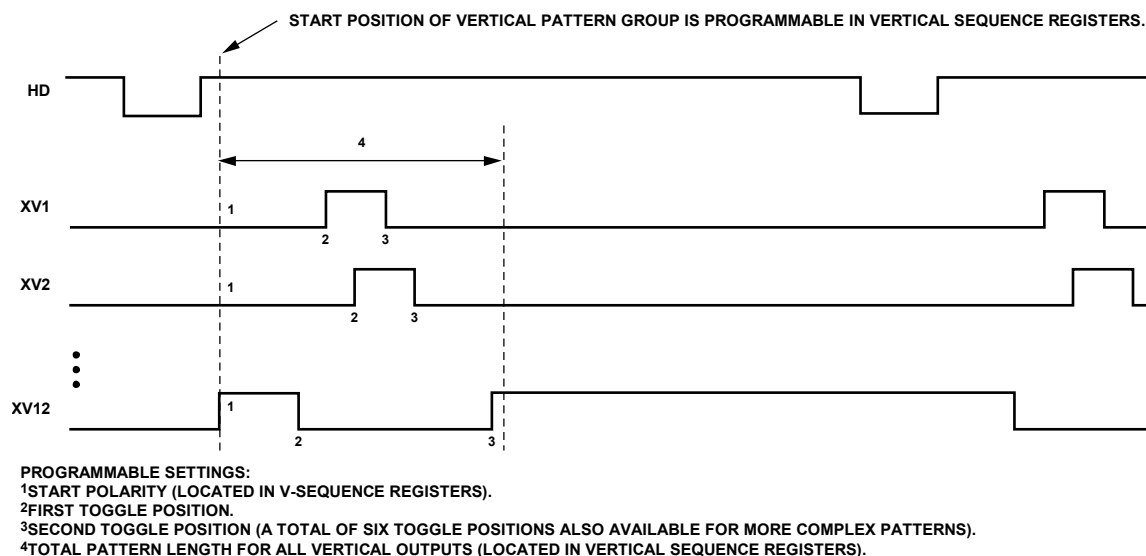 START POSITION OF VERTICAL PATTERN GROUP IS PROGRAMMABLE IN VERTICAL SEQUENCE REGISTERS.
HD
4
XV1
1
2 3
XV2
1
2 3
XV12
1
2 3
PROGRAMMABLE SETTINGS:
1START POLARITY (LOCATED IN V-SEQUENCE REGISTERS).
2FIRST TOGGLE POSITION.
3SECOND TOGGLE POSITION (A TOTAL OF SIX TOGGLE POSITIONS ALSO AVAILABLE FOR MORE COMPLEX PATTERNS).
4TOTAL PATTERN LENGTH FOR ALL VERTICAL OUTPUTS (LOCATED IN VERTICAL SEQUENCE REGISTERS).